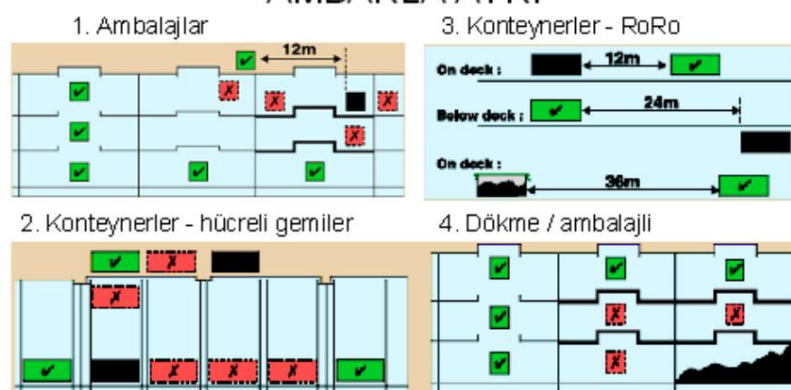 1. Ambalajlar
12m
3. Konteynerler - RoRo
On deck :
12m
Below deck :
24m
On deck :
36m
2. Konteynerler - hücreli gemiler
4. Dökme / ambalajli